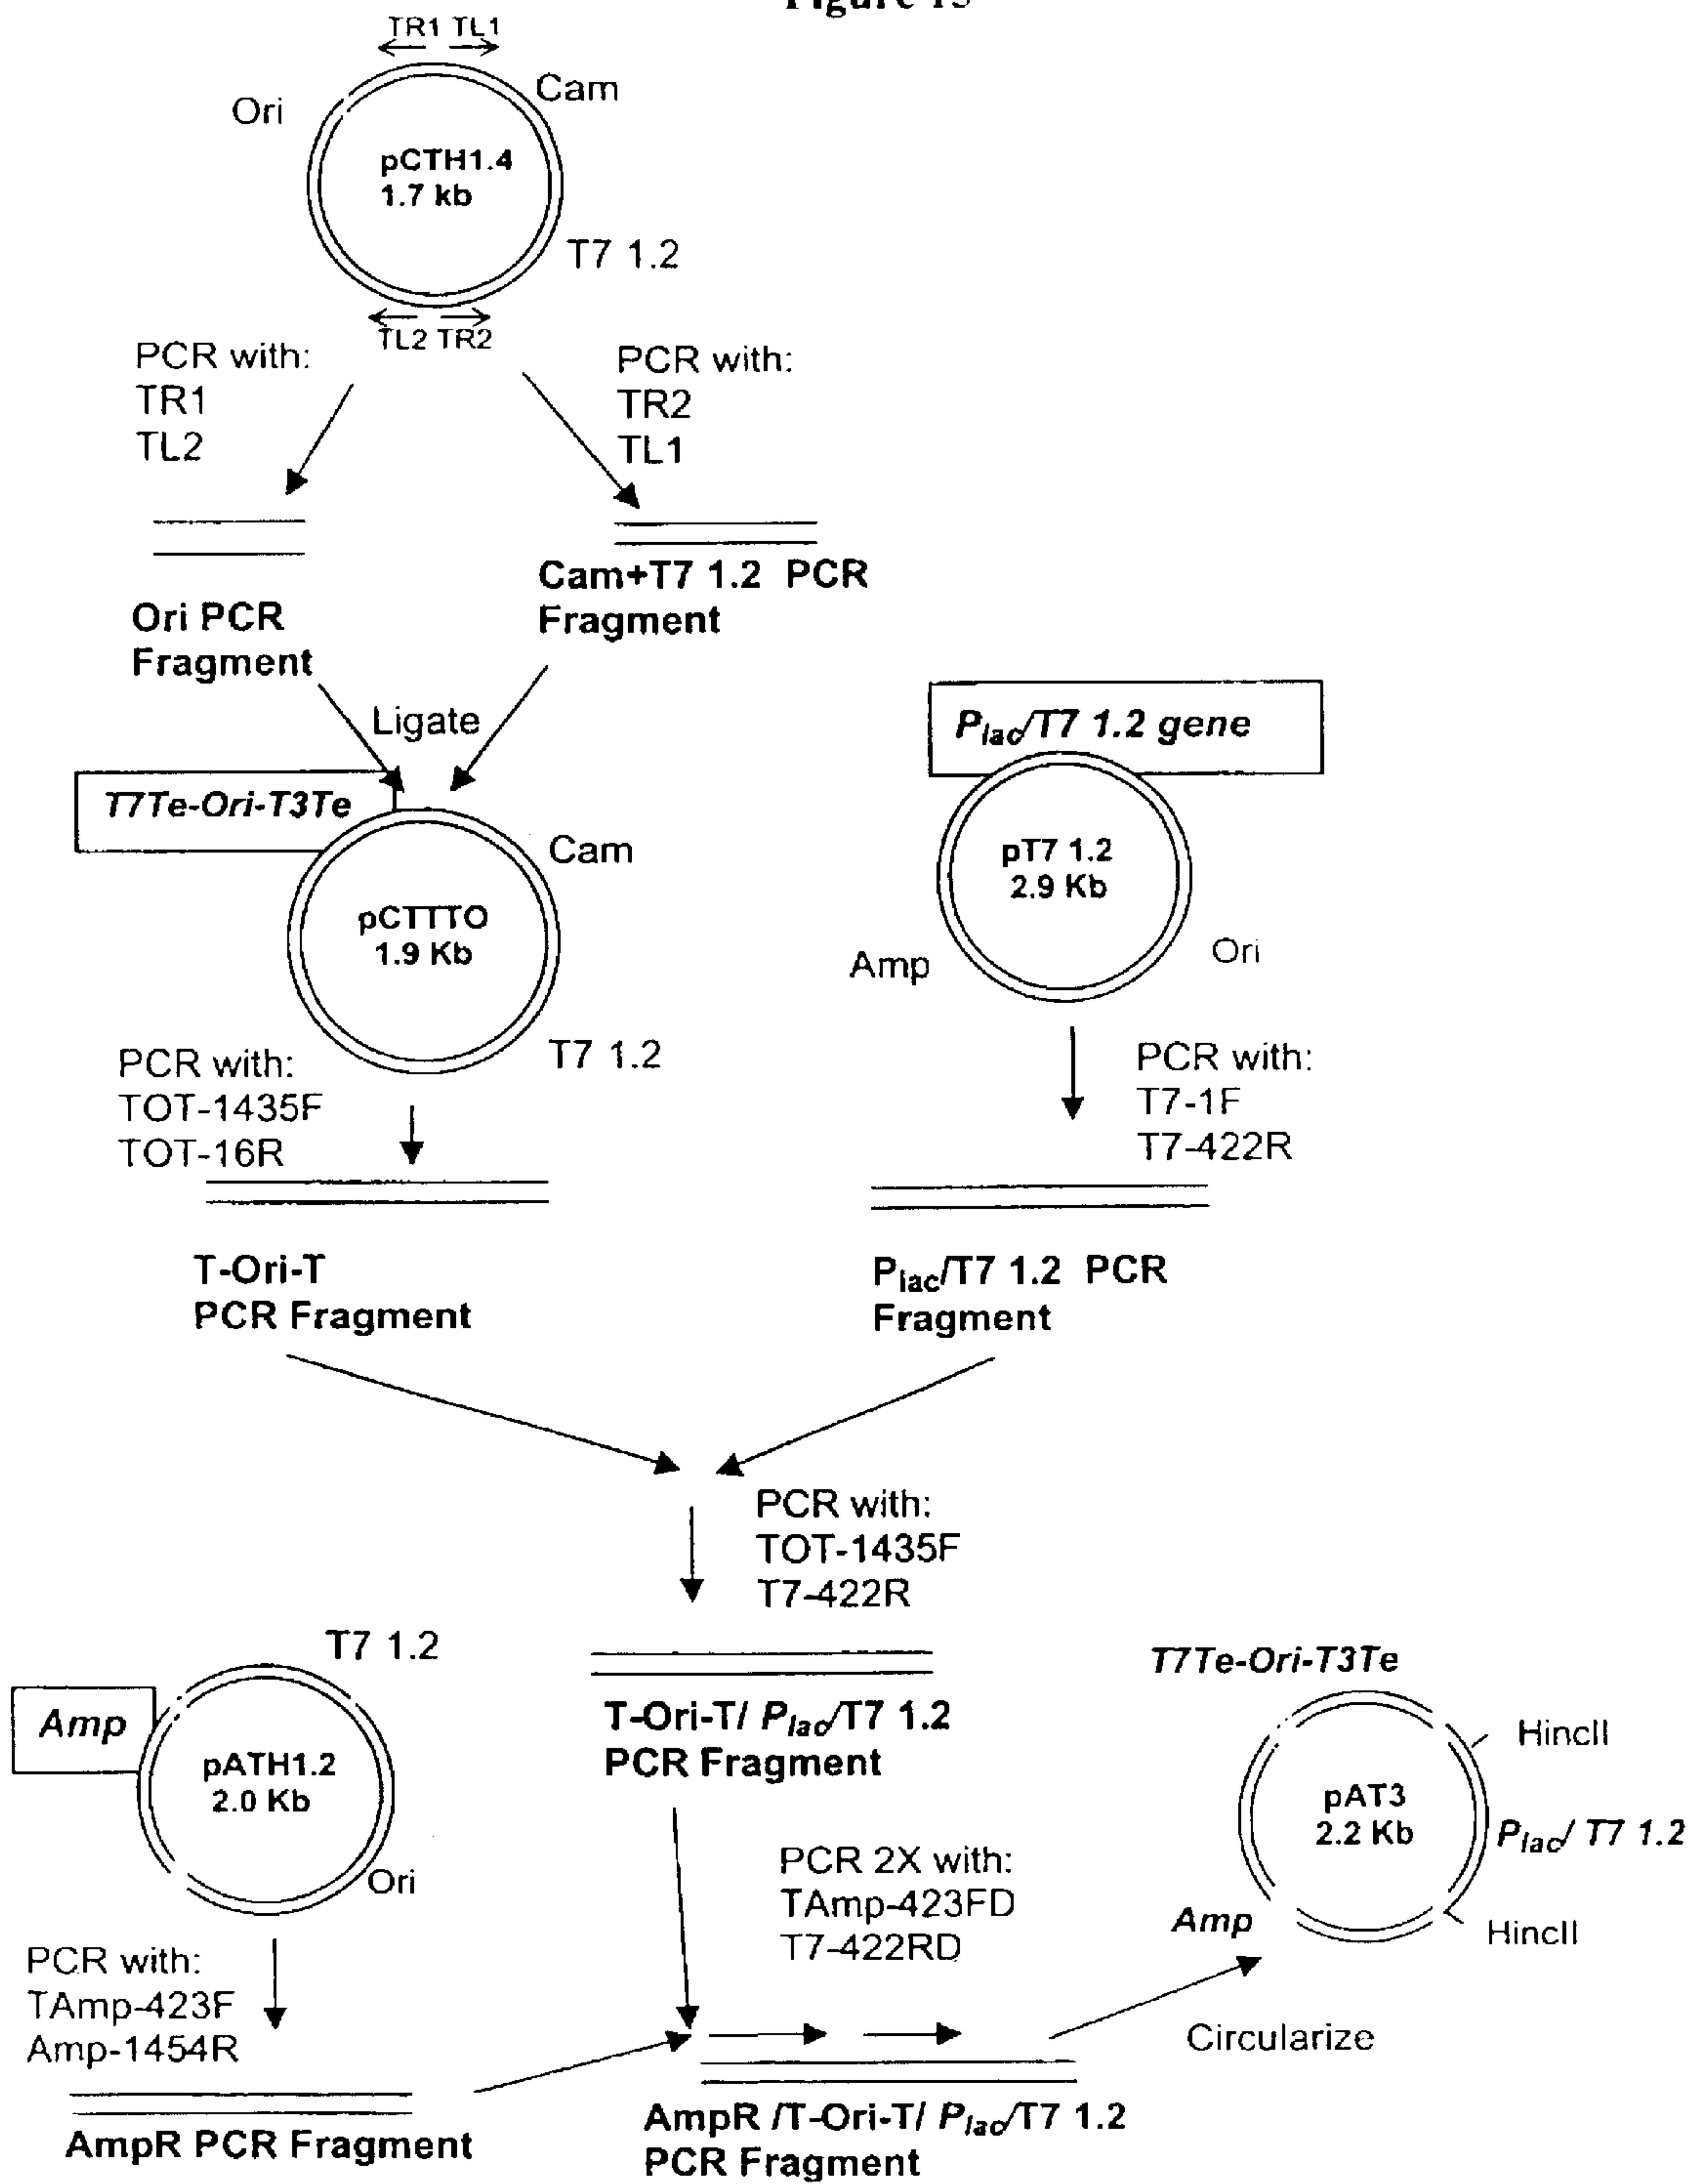 Figure 13
TR1 TL1
Ori
Cam
pCTH1.4
1.7 kb
T7 1.2
TL2 TR2
PCR with:
TR1
TL2
PCR with:
TR2
TL1
Ori PCR
Fragment
Cam+T7 1.2 PCR
Fragment
Ligate
T7Te-Ori-T3Te
Cam
pCTTTO
1.9 Kb
T7 1.2
Plac/T7 1.2 gene
pT7 1.2
2.9 Kb
Amp
Ori
PCR with:
TOT-1435F
TOT-16R
PCR with:
T7-1F
T7-422R
T-Ori-T
PCR Fragment
Plac/T7 1.2 PCR
Fragment
PCR with:
TOT-1435F
T7-422R
T7 1.2
Amp
pATH1.2
2.0 Kb
Ori
T-Ori-T/ Plac/T7 1.2
PCR Fragment
T7Te-Ori-T3Te
HincII
pAT3
2.2 Kb
Plac/ T7 1.2
Amp
HincII
PCR with:
TAmp-423F
Amp-1454R
PCR 2X with:
TAmp-423FD
T7-422RD
Circularize
AmpR PCR Fragment
AmpR /T-Ori-T/ Plac/T7 1.2
PCR Fragment